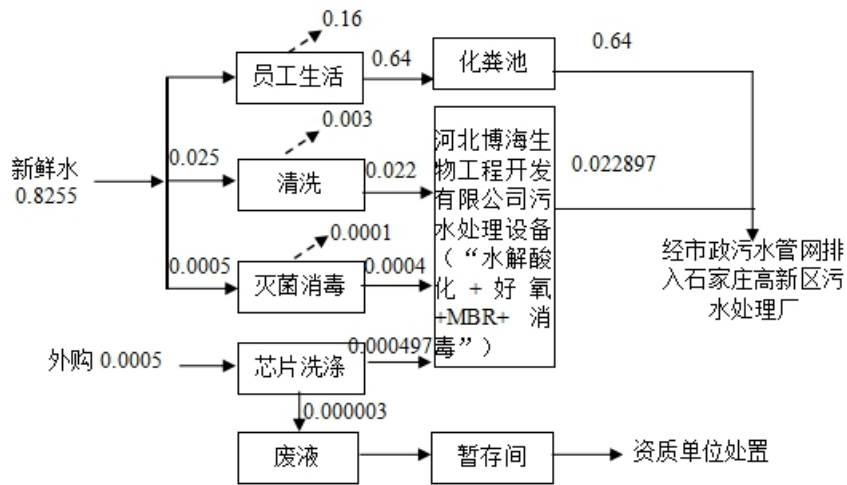 0.16
员工生活
0.64
化粪池
0.64
新鲜水
0.8255
0.025
0.003
清洗
0.022
0.0005
0.0001
灭菌消毒
0.0004
河北博海生
物工程开发
有限公司污
水处理设备
（“水解酸
化+好氧
+MBR+消
毒”）
0.022897
经市政污水管网排
入石家庄高新区污
水处理厂
外购 0.0005
芯片洗涤
0.000497
0.000003
废液
暂存间
资质单位处置